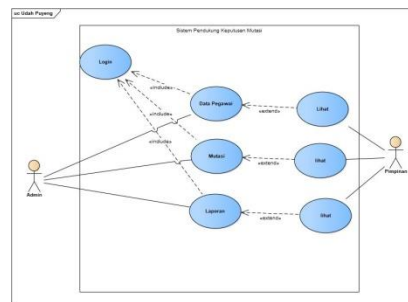 uc Udah Puyeng
Sistem Pendukung Keputusan Mutasi
Login
«include»
Data Pegawai
«extend»
Lihat
«include»
«include»
Mutasi
«extend»
lihat
Admin
Pimpinan
Laporan
«extend»
lihat